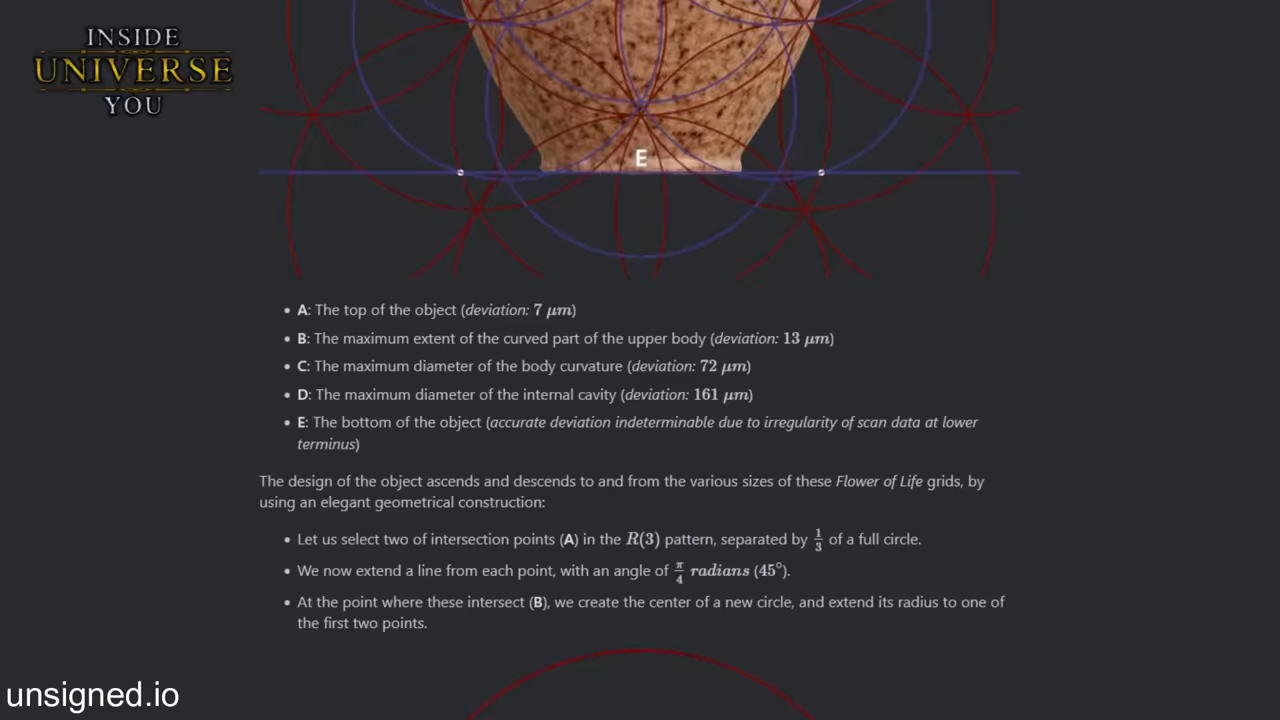 INSIDE
UNIVERSE
YOU
E
• A: The top of the object (deviation: 7 μm)
• B: The maximum extent of the curved part of the upper body (deviation: 13 μm)
• C: The maximum diameter of the body curvature (deviation: 72 μm)
• D: The maximum diameter of the internal cavity (deviation: 161 μm)
• E: The bottom of the object (accurate deviation indeterminable due to irregularity of scan data at lower
terminus)
The design of the object ascends and descends to and from the various sizes of these Flower of Life grids, by
using an elegant geometrical construction:
• Let us select two of intersection points (A) in the R(3) pattern, separated by 1/3 of a full circle.
• We now extend a line from each point, with an angle of π/4 radians (45°).
• At the point where these intersect (B), we create the center of a new circle, and extend its radius to one of
the first two points.
unsigned.io